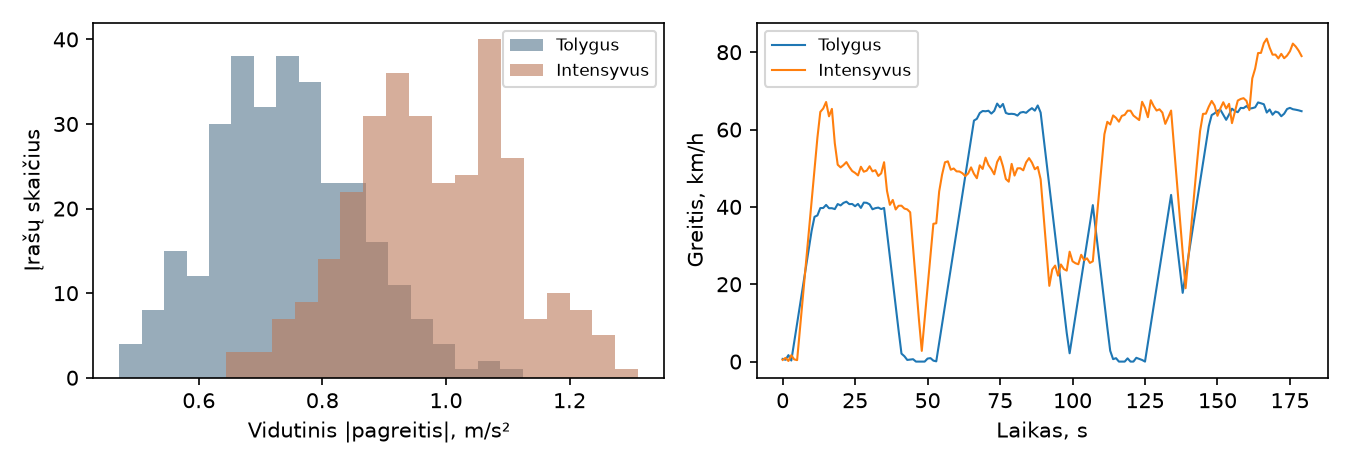 Įrašų skaičius
40
30
20
10
0
Tolygus
Intensyvus
0.6 0.8 1.0 1.2
Vidutinis |pagreitis|, m/s²
Greitis, km/h
80
60
40
20
0
Tolygus
Intensyvus
0 25 50 75 100 125 150 175
Laikas, s